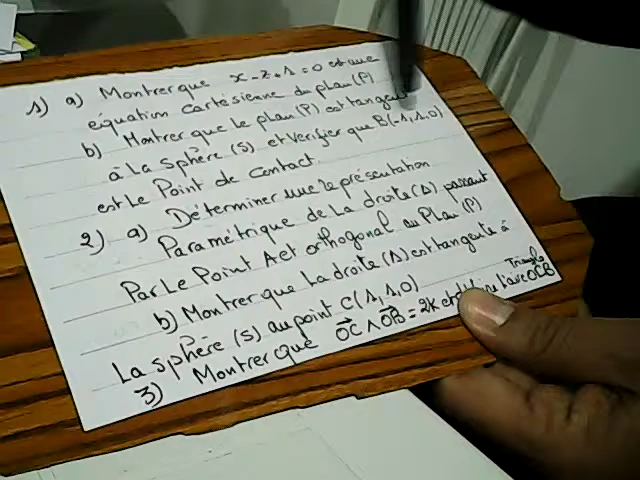 1) a) Montrer que x-z+1=0 est une
équation cartésienne du plan (P)
b) Montrer que le plan (P) est tangent
à La sphère (S) et Vérifier que B(-1,1,0)
est Le Point de Contact.
2) a) Déterminer une représentation
Paramétrique de La droite (Δ) passant
Par Le Point A et orthogonal au Plan (P)
b) Montrer que La droite (Δ) est tangente à
La sphère (S) au point C(1,1,0)
3) Montrer que OC ∧ OB = 2k et l'aire
Triangle
OCB